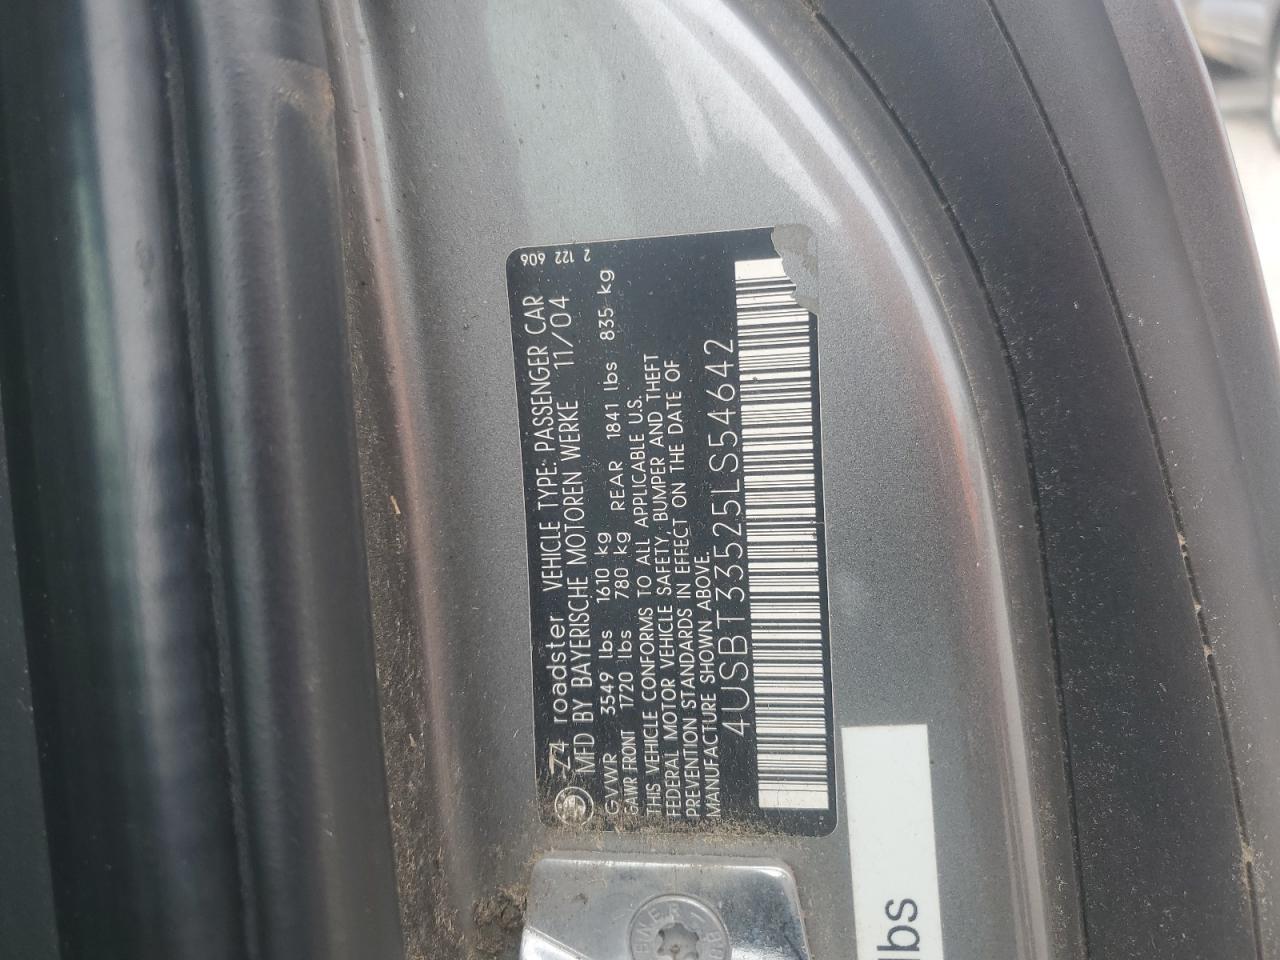 Z4 roadster VEHICLE TYPE: PASSENGER CAR
MFD BY BAYERISCHE MOTOREN WERKE 11/04
GVWR 3549 lbs 1610 kg
GAWR FRONT 1720 lbs 780 kg REAR 1841 lbs 835 kg
THIS VEHICLE CONFORMS TO ALL APPLICABLE U.S.
FEDERAL MOTOR VEHICLE SAFETY, BUMPER AND THEFT
PREVENTION STANDARDS IN EFFECT ON THE DATE OF
MANUFACTURE SHOWN ABOVE.
4USBT33525LS54642
2 122 606
lbs